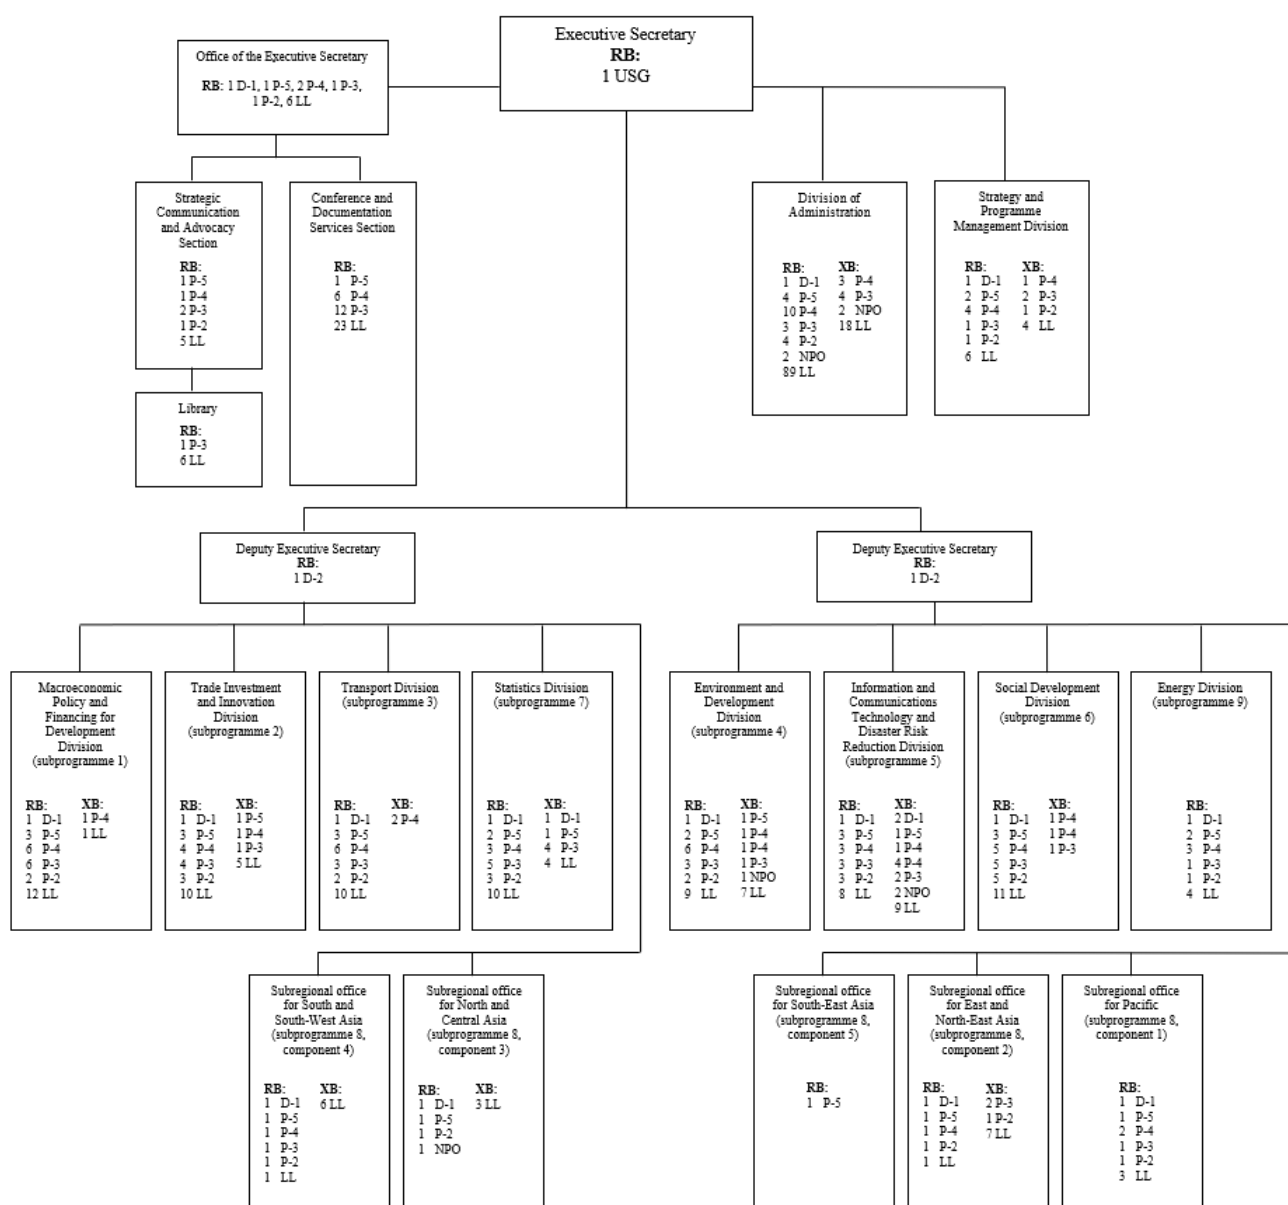 Executive Secretary
RB:
1 USG
Office of the Executive Secretary
RB: 1 D-1, 1 P-5, 2 P-4, 1 P-3,
1 P-2, 6 LL
Strategic
Communication
and Advocacy
Section
RB:
1 P-5
1 P-4
2 P-3
1 P-2
5 LL
Conference and
Documentation
Services Section
RB:
1 P-5
6 P-4
12 P-3
23 LL
Library
RB:
1 P-3
6 LL
Division of
Administration
RB:
1 D-1
4 P-5
10 P-4
3 P-3
4 P-2
2 NPO
89 LL
XB:
3 P-4
4 P-3
2 NPO
18 LL
Strategy and
Programme
Management Division
RB:
1 D-1
2 P-5
4 P-4
1 P-3
1 P-2
6 LL
XB:
1 P-4
2 P-3
1 P-2
4 LL
Deputy Executive Secretary
RB:
1 D-2
Deputy Executive Secretary
RB:
1 D-2
Macroeconomic
Policy and
Financing for
Development
Division
(subprogramme 1)
RB:
1 D-1
3 P-5
6 P-4
6 P-3
2 P-2
12 LL
XB:
1 P-4
1 LL
Trade Investment
and Innovation
Division
(subprogramme 2)
RB:
1 D-1
3 P-5
4 P-4
4 P-3
3 P-2
10 LL
XB:
1 P-5
1 P-4
1 P-3
5 LL
Transport Division
(subprogramme 3)
RB:
1 D-1
3 P-5
6 P-4
3 P-3
2 P-2
10 LL
XB:
2 P-4
Statistics Division
(subprogramme 7)
RB:
1 D-1
2 P-5
3 P-4
5 P-3
3 P-2
10 LL
XB:
1 D-1
1 P-5
4 P-3
4 LL
Environment and
Development
Division
(subprogramme 4)
RB:
1 D-1
2 P-5
6 P-4
3 P-3
2 P-2
9 LL
XB:
1 P-5
1 P-4
1 P-4
1 P-3
1 NPO
7 LL
Information and
Communications
Technology and
Disaster Risk
Reduction Division
(subprogramme 5)
RB:
1 D-1
3 P-5
3 P-4
3 P-3
3 P-2
8 LL
XB:
2 D-1
1 P-5
1 P-4
4 P-4
2 P-3
2 NPO
9 LL
Social Development
Division
(subprogramme 6)
RB:
1 D-1
3 P-5
5 P-4
5 P-3
5 P-2
11 LL
XB:
1 P-4
1 P-4
1 P-3
Energy Division
(subprogramme 9)
RB:
1 D-1
2 P-5
3 P-4
1 P-3
1 P-2
4 LL
Subregional office
for South and
South-West Asia
(subprogramme 8,
component 4)
RB:
1 D-1
1 P-5
1 P-4
1 P-3
1 P-2
1 LL
XB:
6 LL
Subregional office
for North and
Central Asia
(subprogramme 8,
component 3)
RB:
1 D-1
1 P-5
1 P-2
1 NPO
XB:
3 LL
Subregional office
for South-East Asia
(subprogramme 8,
component 5)
RB:
1 P-5
Subregional office
for East and
North-East Asia
(subprogramme 8,
component 2)
RB:
1 D-1
1 P-5
1 P-4
1 P-2
1 LL
XB:
2 P-3
1 P-2
7 LL
Subregional office
for Pacific
(subprogramme 8,
component 1)
RB:
1 D-1
1 P-5
2 P-4
1 P-3
1 P-2
3 LL